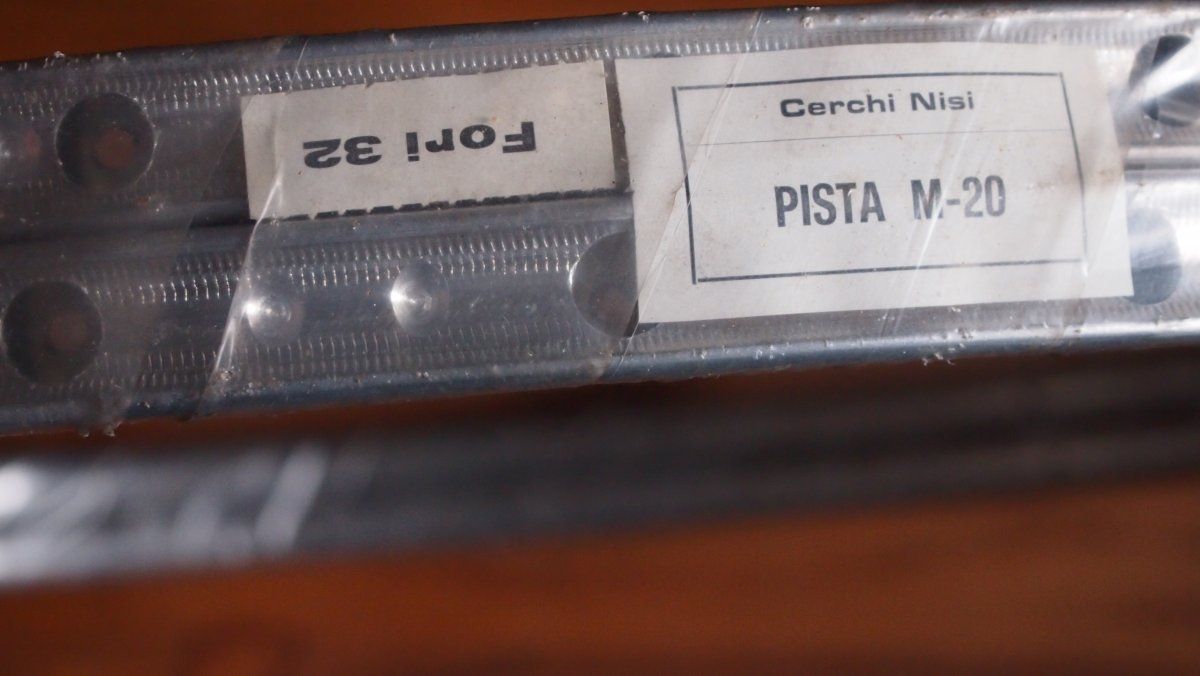 Fori 32
Cerchi Nisi
PISTA M-20